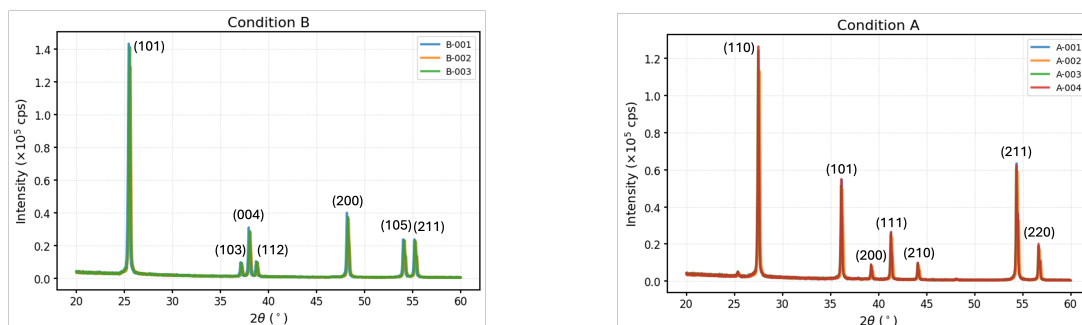 Condition B
(101)
B-001
B-002
B-003
(103)
(004)
(112)
(200)
(105)
(211)
Intensity (×10⁵ cps)
1.4
1.2
1.0
0.8
0.6
0.4
0.2
0.0
20 25 30 35 40 45 50 55 60
2θ (°)
Condition A
(110)
A-001
A-002
A-003
A-004
(101)
(200)
(111)
(210)
(211)
(220)
Intensity (×10⁵ cps)
1.2
1.0
0.8
0.6
0.4
0.2
0.0
20 25 30 35 40 45 50 55 60
2θ (°)